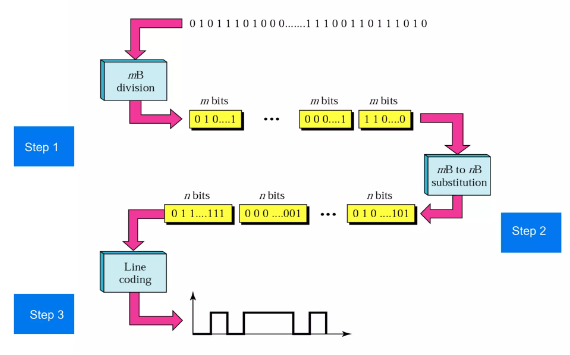 0 1 0 1 1 1 0 1 0 0 0.......1 1 1 0 0 1 1 0 1 1 1 0 1 0
mB
division
m bits
m bits
m bits
0 1 0....1
...
0 0 0....1
1 1 0....0
Step 1
mB to nB
substitution
n bits
n bits
n bits
0 1 1....111
0 0 0 ....001
...
0 1 0 ....101
Step 2
Line
coding
Step 3